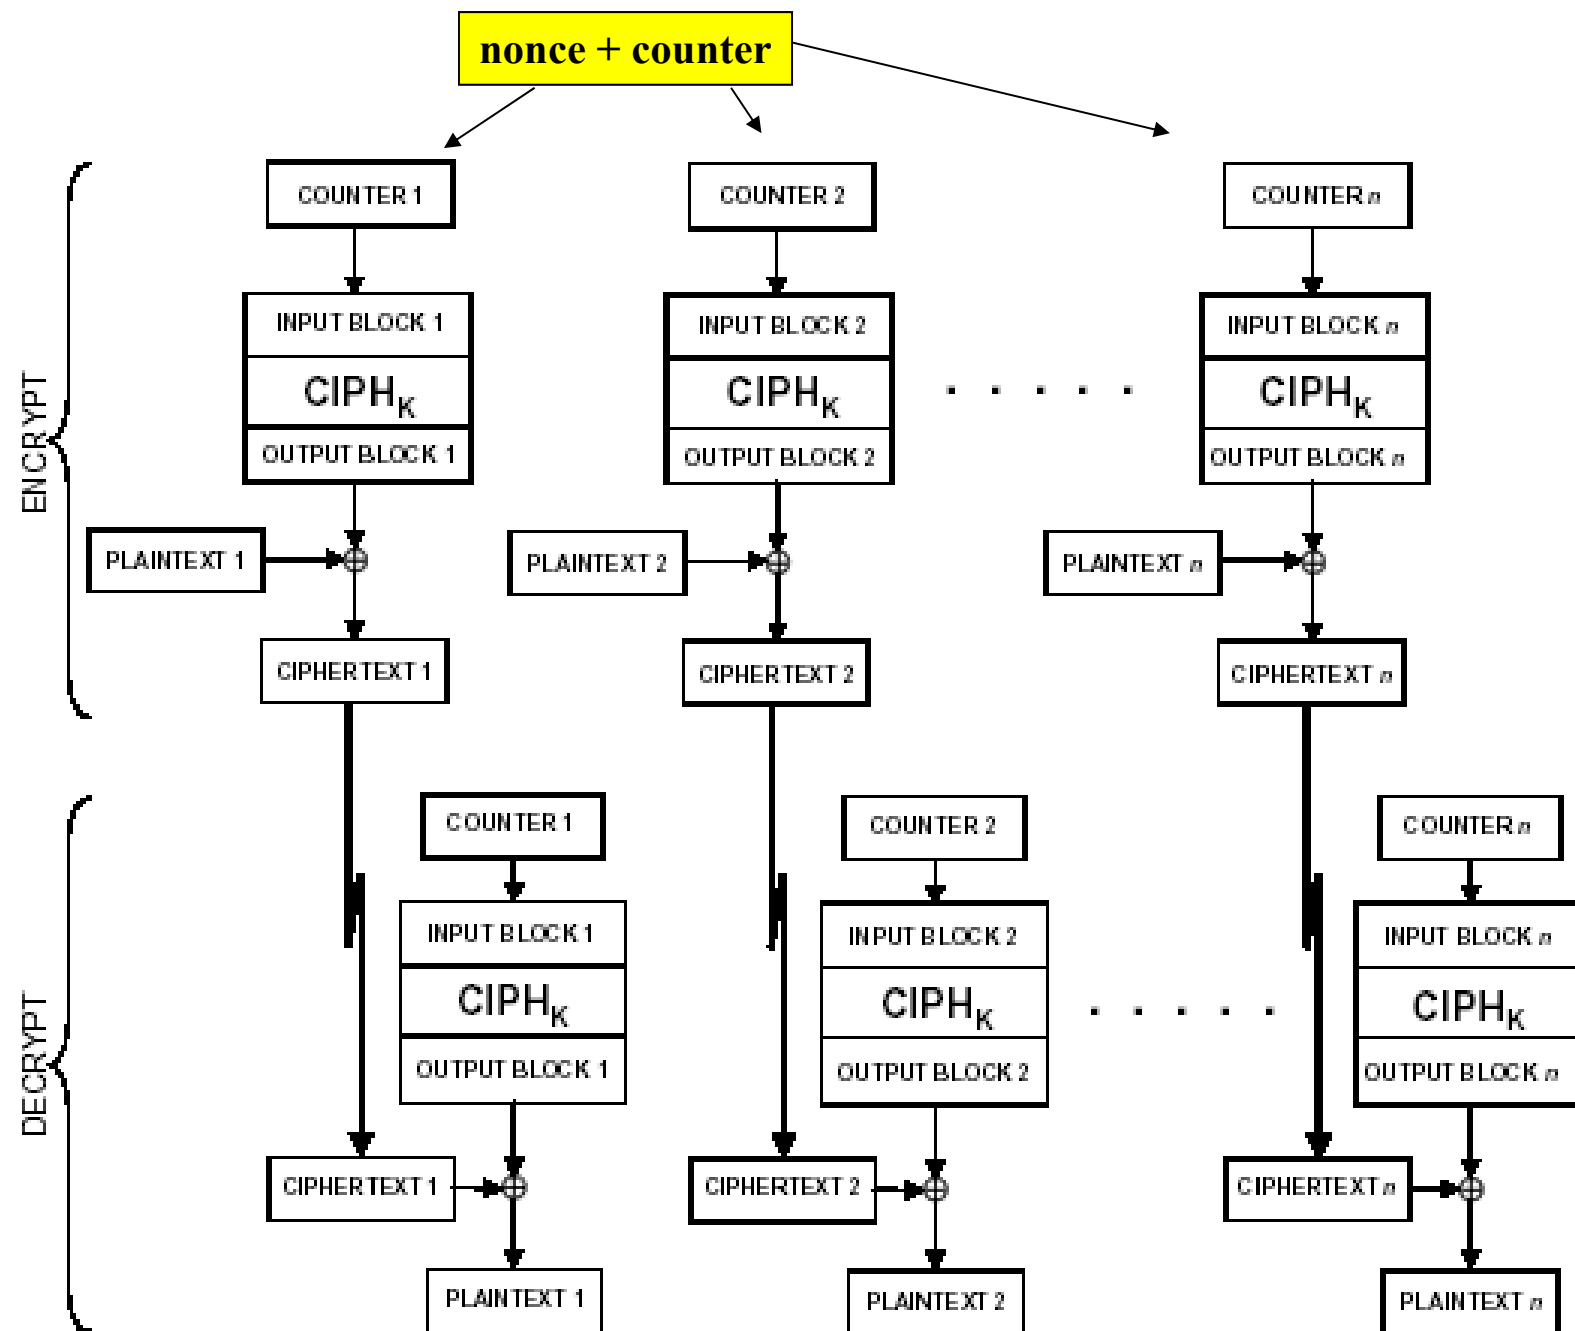 nonce + counter
COUNTER 1 COUNTER 2 COUNTER n
INPUT BLOCK 1 INPUT BLOCK 2 INPUT BLOCK n
CIPHK CIPHK CIPHK
OUTPUT BLOCK 1 OUTPUT BLOCK 2 OUTPUT BLOCK n
ENCRYPT
PLAINTEXT 1 PLAINTEXT 2 PLAINTEXT n
CIPHERTEXT 1 CIPHERTEXT 2 CIPHERTEXT n
COUNTER 1 COUNTER 2 COUNTER n
INPUT BLOCK 1 INPUT BLOCK 2 INPUT BLOCK n
CIPHK CIPHK CIPHK
OUTPUT BLOCK 1 OUTPUT BLOCK 2 OUTPUT BLOCK n
DECRYPT
CIPHERTEXT 1 CIPHERTEXT 2 CIPHERTEXT n
PLAINTEXT 1 PLAINTEXT 2 PLAINTEXT n